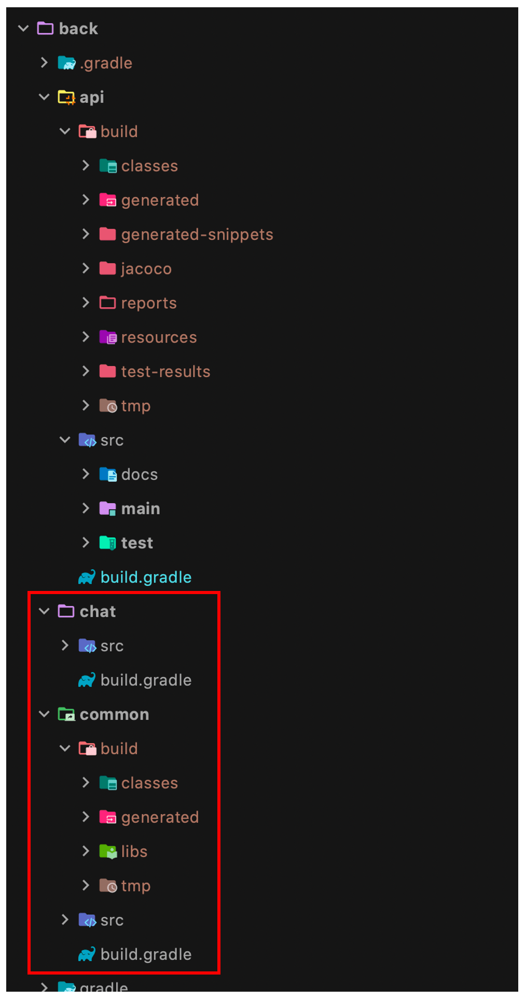 back
.gradle
api
build
classes
generated
generated-snippets
jacoco
reports
resources
test-results
tmp
src
docs
main
test
build.gradle
chat
src
build.gradle
common
build
classes
generated
libs
tmp
src
build.gradle
gradle